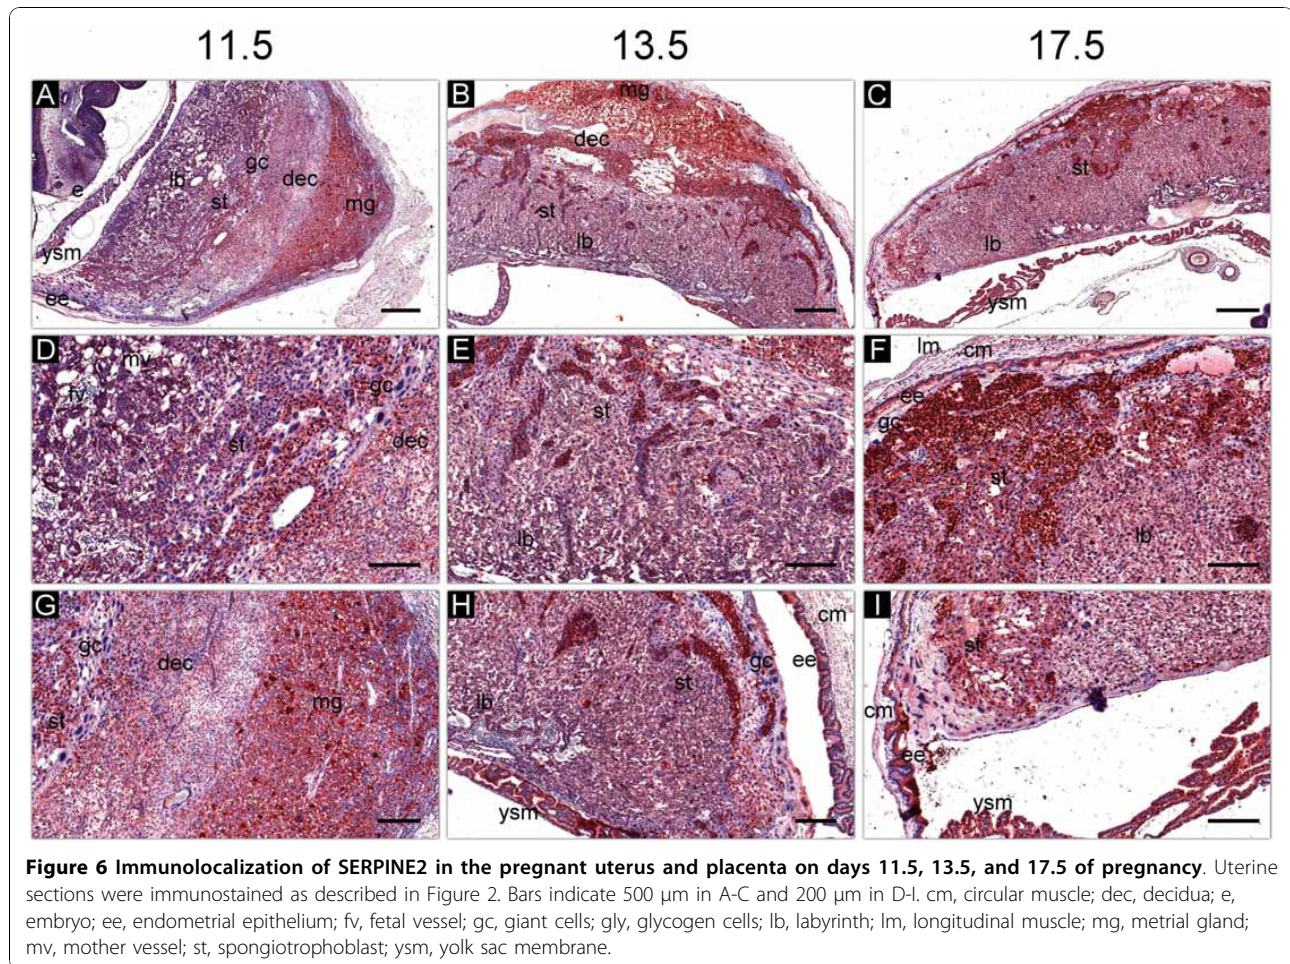 11.5 13.5 17.5
A B C
mg
dec
gc
lb dec
st mg st
e st
lb lb
ysm
ee ysm
D E F
mv lm cm
fv gc ee
st gc
st dec st
lb lb
G H I
cm
gc dec gc ee st
st mg st cm
lb ee
ysm ysm
Figure 6 Immunolocalization of SERPINE2 in the pregnant uterus and placenta on days 11.5, 13.5, and 17.5 of pregnancy. Uterine
sections were immunostained as described in Figure 2. Bars indicate 500 μm in A-C and 200 μm in D-I. cm, circular muscle; dec, decidua; e,
embryo; ee, endometrial epithelium; fv, fetal vessel; gc, giant cells; gly, glycogen cells; lb, labyrinth; lm, longitudinal muscle; mg, metrial gland;
mv, mother vessel; st, spongiotrophoblast; ysm, yolk sac membrane.